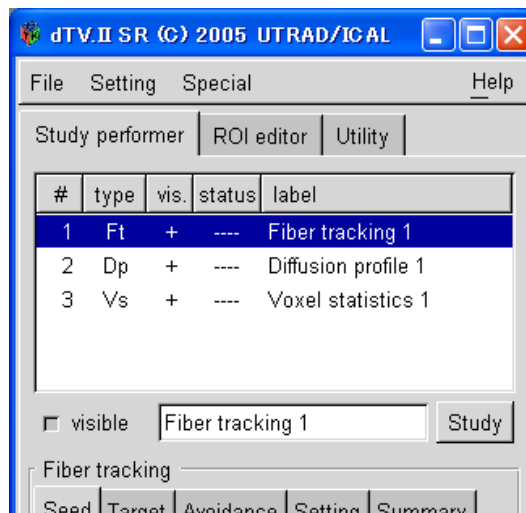 dTV.II SR (C) 2005 UTRAD/ICAL
File Setting Special Help
Study performer ROI editor Utility
# type vis. status label
1 Ft + ---- Fiber tracking 1
2 Dp + ---- Diffusion profile 1
3 Vs + ---- Voxel statistics 1
visible Fiber tracking 1 Study
Fiber tracking
Seed Target Avoidance Setting Summary